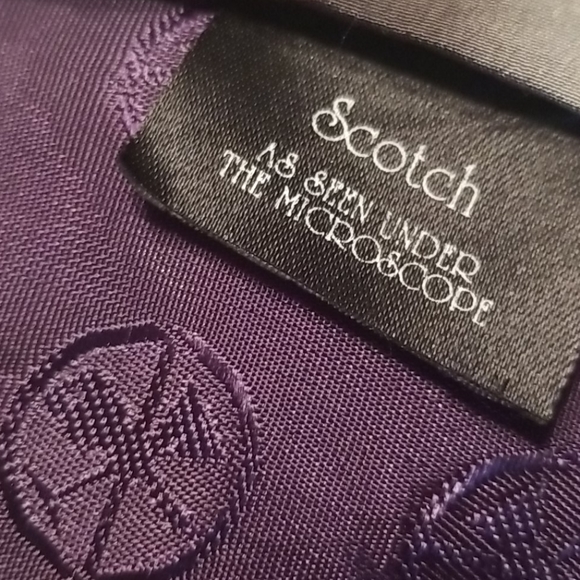 Scotch
AS SEEN UNDER
THE MICROSCOPE